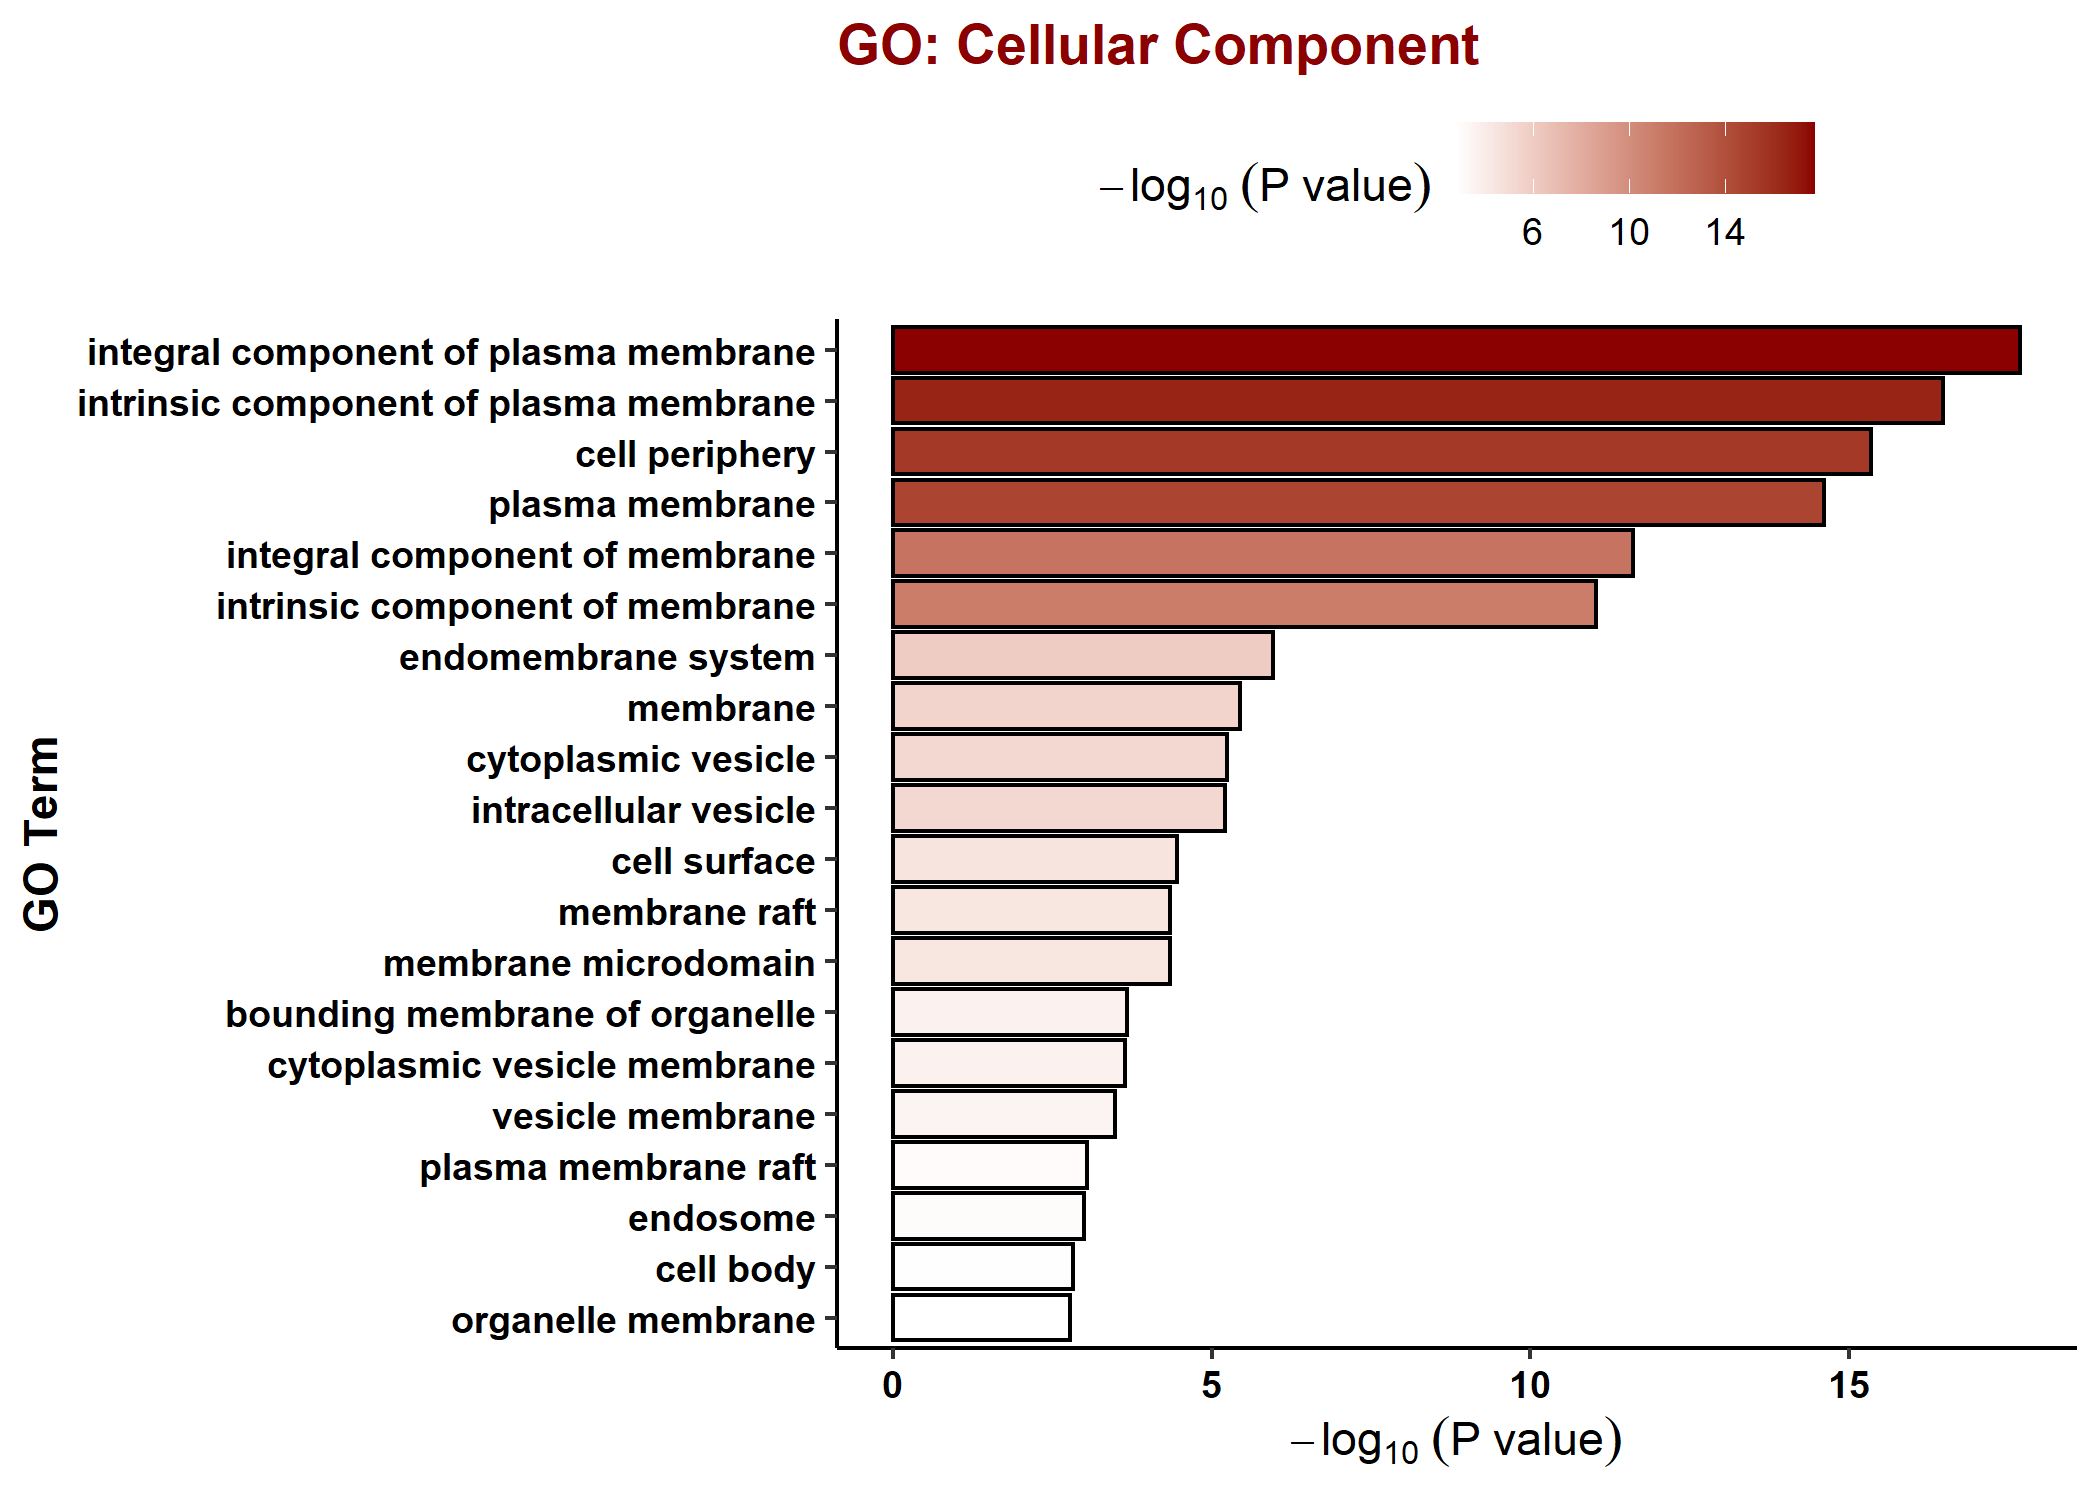 GO: Cellular Component
−log10 (P value)
6 10 14
integral component of plasma membrane
intrinsic component of plasma membrane
cell periphery
plasma membrane
integral component of membrane
intrinsic component of membrane
endomembrane system
membrane
cytoplasmic vesicle
intracellular vesicle
cell surface
membrane raft
membrane microdomain
bounding membrane of organelle
cytoplasmic vesicle membrane
vesicle membrane
plasma membrane raft
endosome
cell body
organelle membrane
GO Term
0 5 10 15
−log10 (P value)